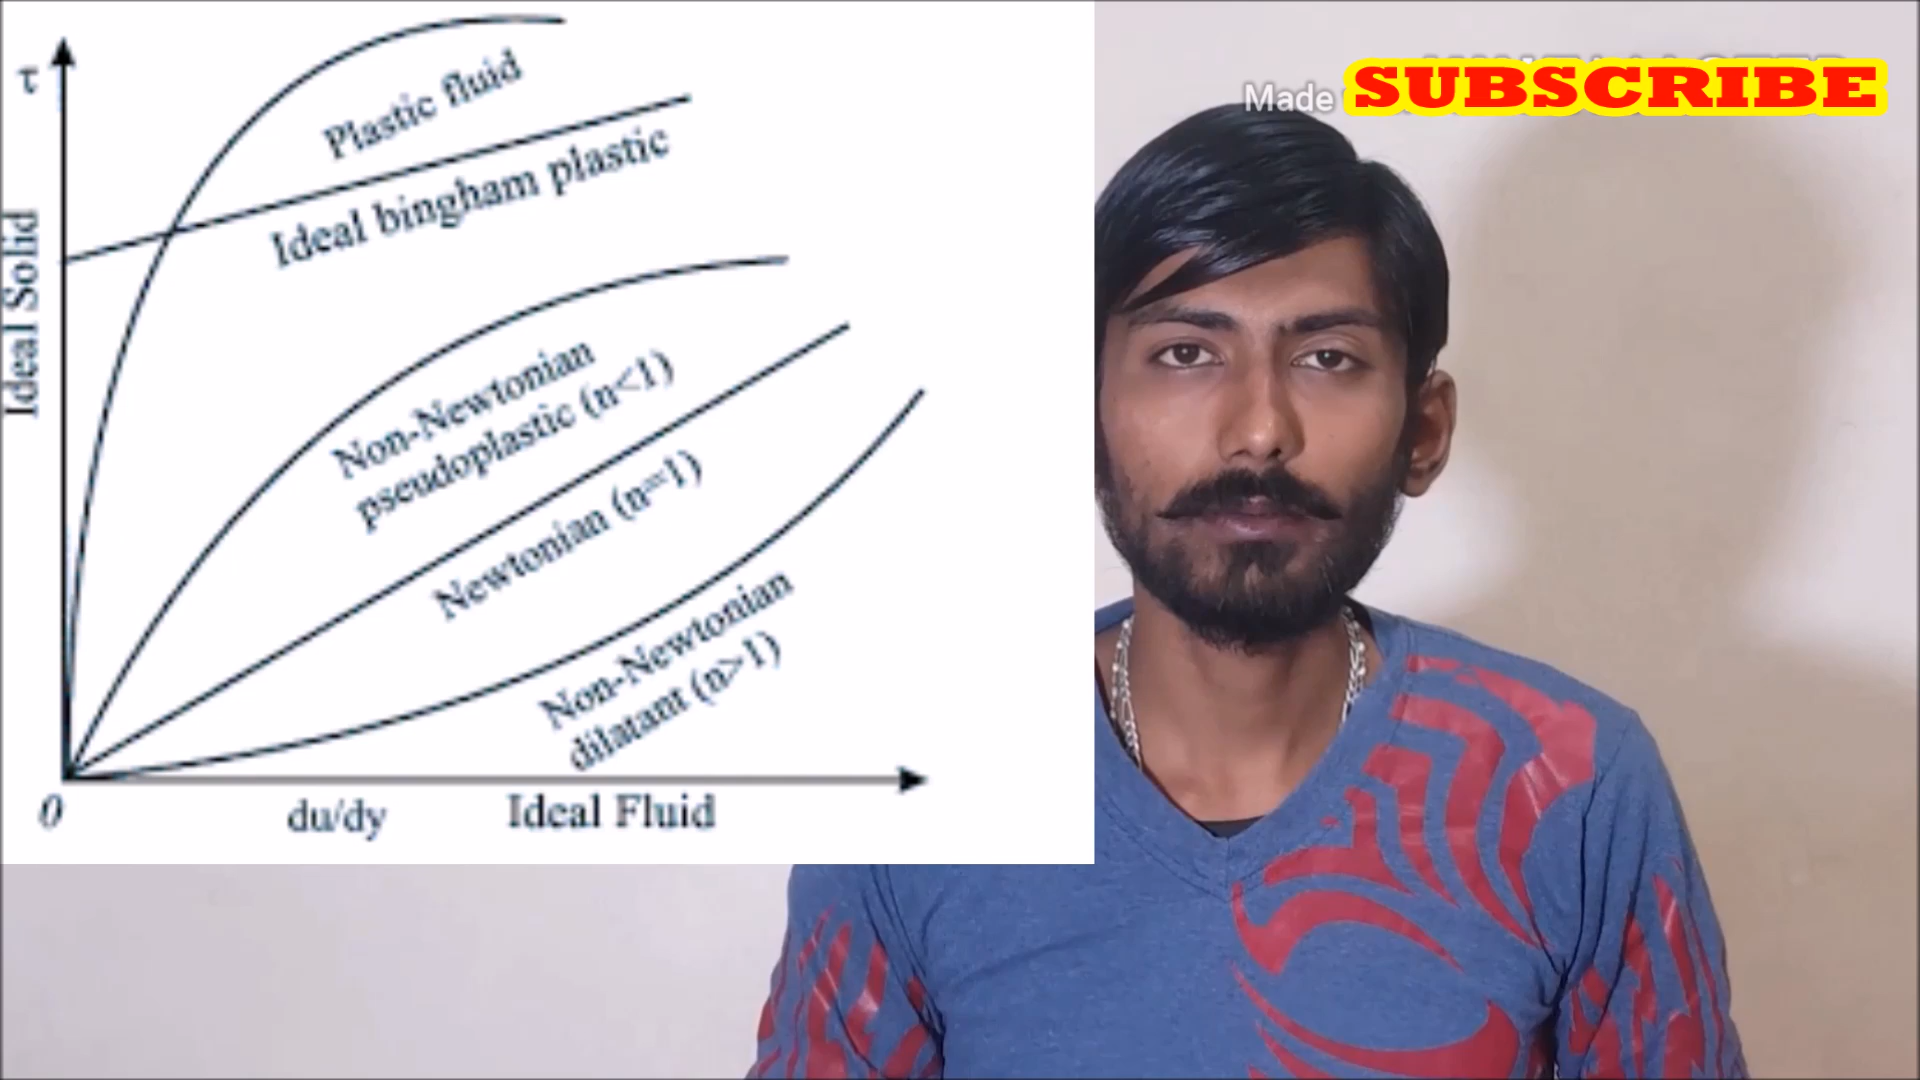 τ
Plastic fluid
Ideal bingham plastic
Ideal Solid
Non-Newtonian
pseudoplastic (n<1)
Newtonian (n=1)
Non-Newtonian
dilatant (n>1)
0
du/dy
Ideal Fluid
Made
SUBSCRIBE